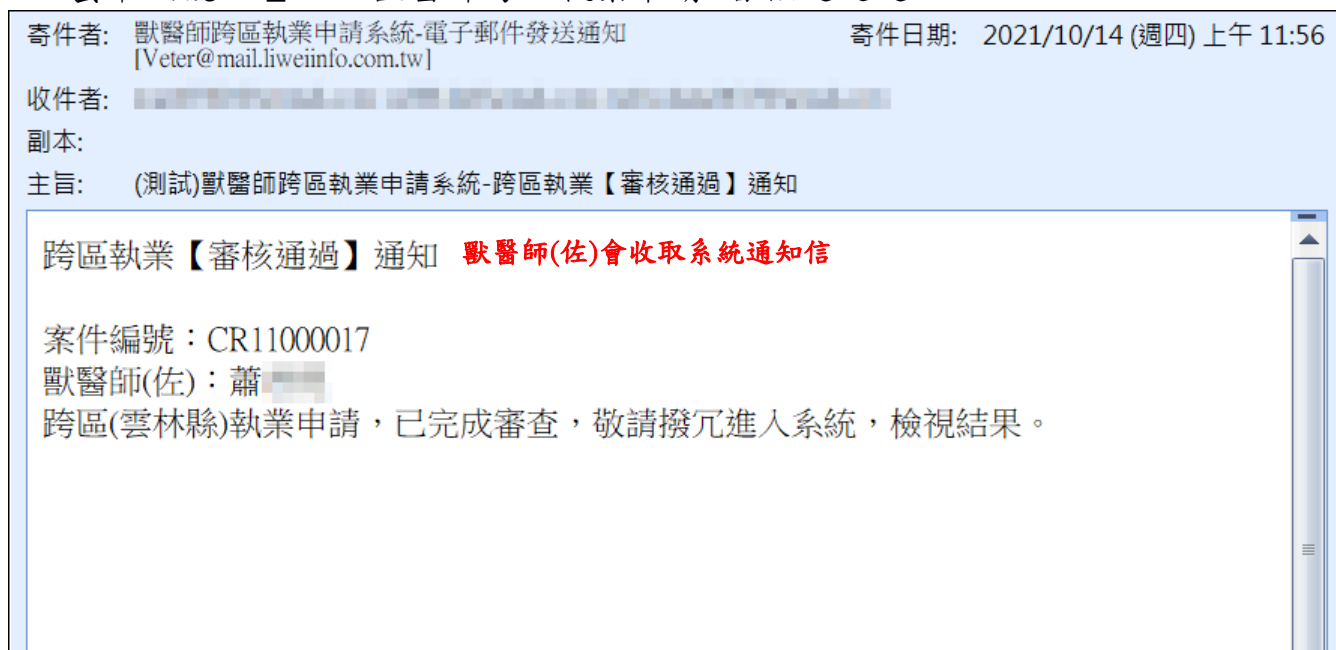 寄件者: 獸醫師跨區執業申請系統-電子郵件發送通知 寄件日期: 2021/10/14 (週四) 上午 11:56
[Veter@mail.liweiinfo.com.tw]
收件者:
副本:
主旨: (測試)獸醫師跨區執業申請系統-跨區執業【審核通過】通知
跨區執業【審核通過】通知 獸醫師(佐)會收取系統通知信
案件編號：CR11000017
獸醫師(佐)：蕭
跨區(雲林縣)執業申請，已完成審查，敬請撥冗進入系統，檢視結果。